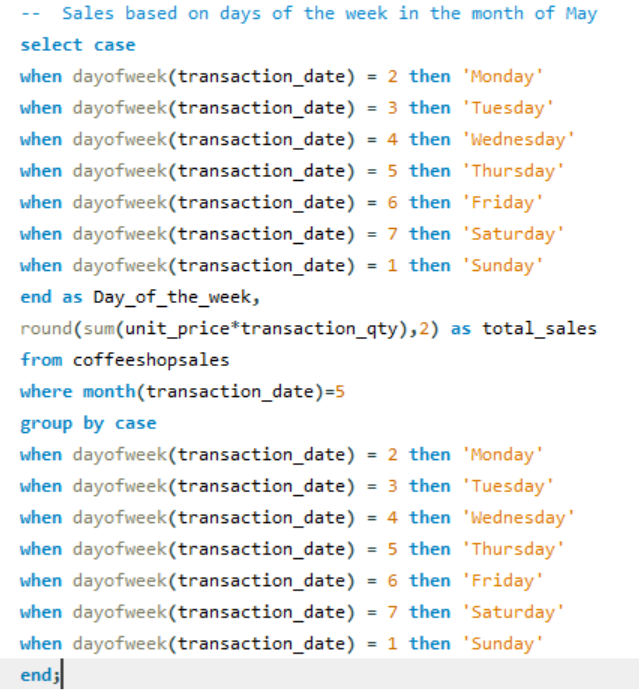 --  Sales based on days of the week in the month of May
select case
when dayofweek(transaction_date) = 2 then 'Monday'
when dayofweek(transaction_date) = 3 then 'Tuesday'
when dayofweek(transaction_date) = 4 then 'Wednesday'
when dayofweek(transaction_date) = 5 then 'Thursday'
when dayofweek(transaction_date) = 6 then 'Friday'
when dayofweek(transaction_date) = 7 then 'Saturday'
when dayofweek(transaction_date) = 1 then 'Sunday'
end as Day_of_the_week,
round(sum(unit_price*transaction_qty),2) as total_sales
from coffeeshopsales
where month(transaction_date)=5
group by case
when dayofweek(transaction_date) = 2 then 'Monday'
when dayofweek(transaction_date) = 3 then 'Tuesday'
when dayofweek(transaction_date) = 4 then 'Wednesday'
when dayofweek(transaction_date) = 5 then 'Thursday'
when dayofweek(transaction_date) = 6 then 'Friday'
when dayofweek(transaction_date) = 7 then 'Saturday'
when dayofweek(transaction_date) = 1 then 'Sunday'
end;